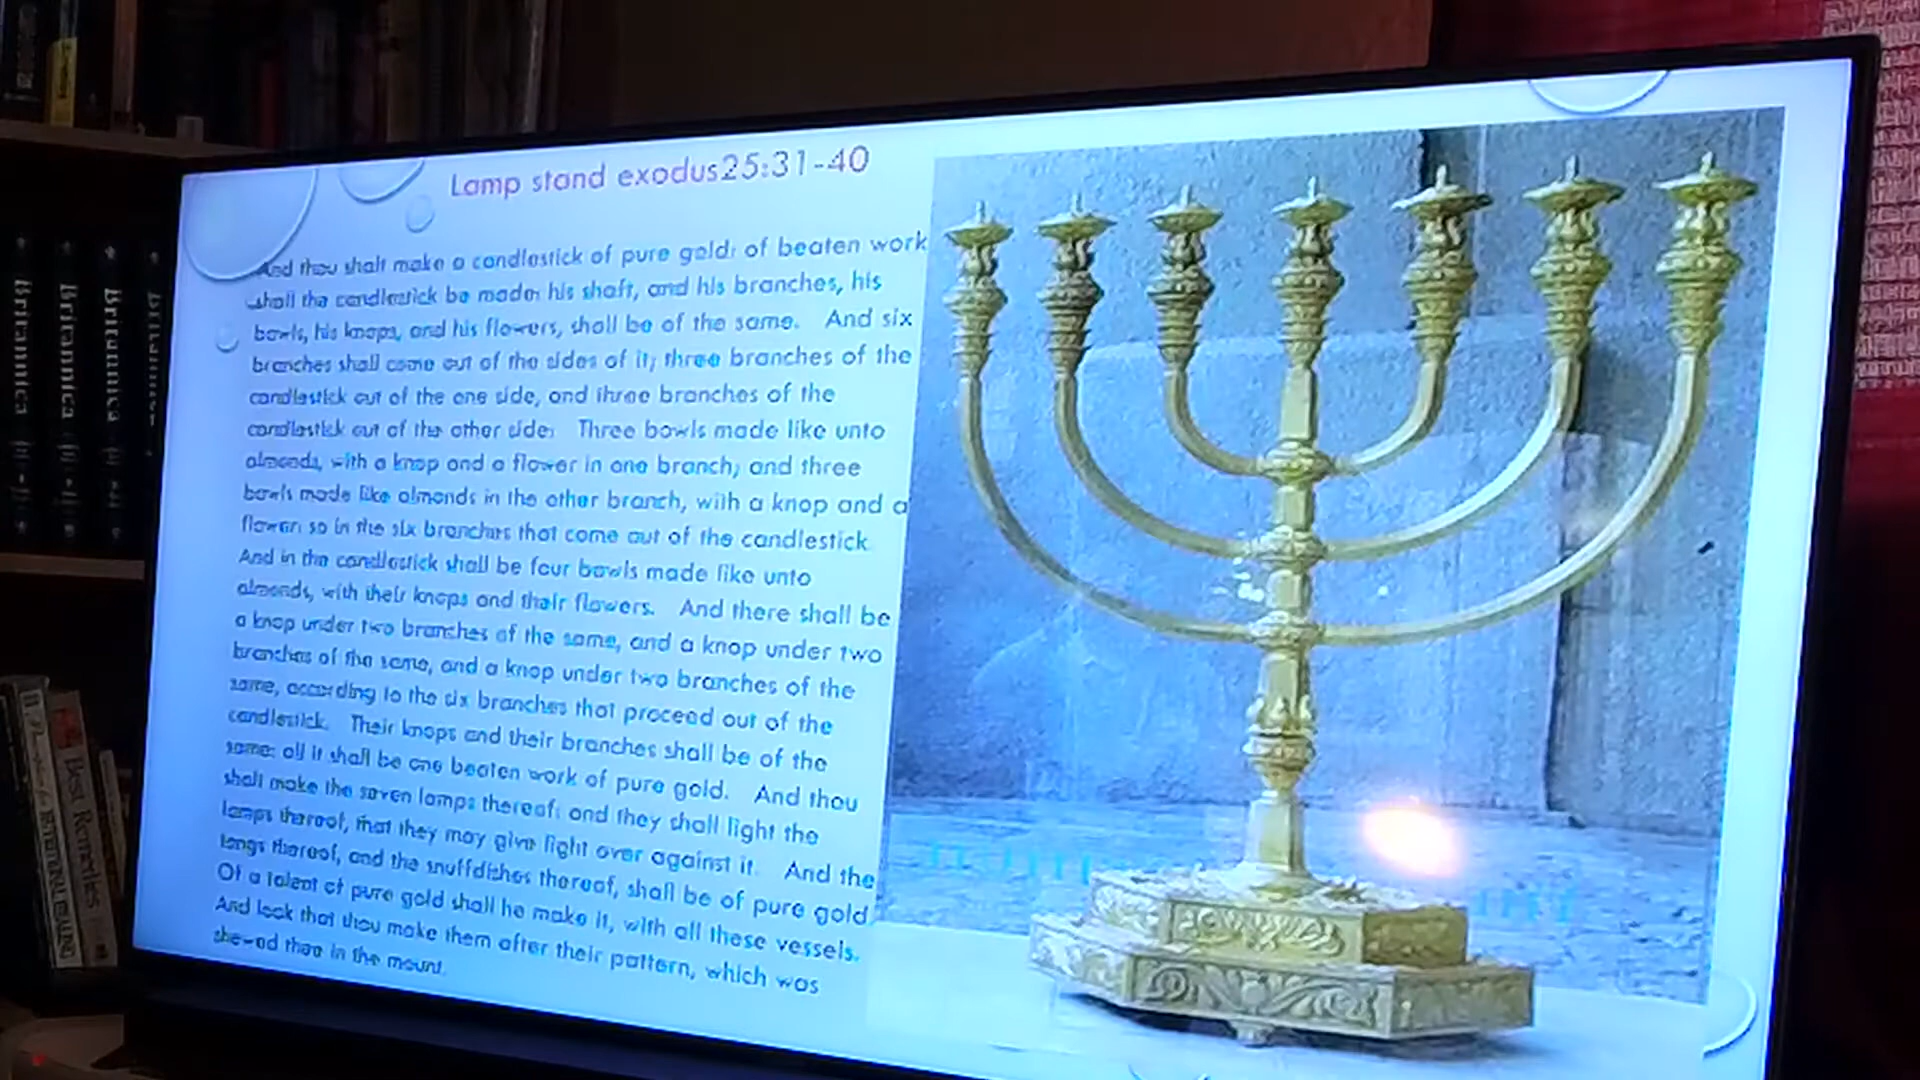 Lamp stand exodus25:31-40
And thou shalt make a candlestick of pure gold: of beaten work
shall the candlestick be made: his shaft, and his branches, his
bowls, his knops, and his flowers, shall be of the same. And six
branches shall come out of the sides of it; three branches of the
candlestick out of the one side, and three branches of the
candlestick out of the other side: Three bowls made like unto
almonds, with a knop and a flower in one branch; and three
bowls made like almonds in the other branch, with a knop and a
flower: so in the six branches that come out of the candlestick
And in the candlestick shall be four bowls made like unto
almonds, with their knops and their flowers. And there shall be
a knop under two branches of the same, and a knop under two
branches of the same, and a knop under two branches of the
same, according to the six branches that proceed out of the
candlestick. Their knops and their branches shall be of the
same: all it shall be one beaten work of pure gold. And thou
shalt make the seven lamps thereof: and they shall light the
lamps thereof, that they may give light over against it. And the
tongs thereof, and the snuffdishes thereof, shall be of pure gold.
Of a talent of pure gold shall he make it, with all these vessels.
And look that thou make them after their pattern, which was
shewed thee in the mount.
Britannica
Britannica
Britannica
Best Remedies